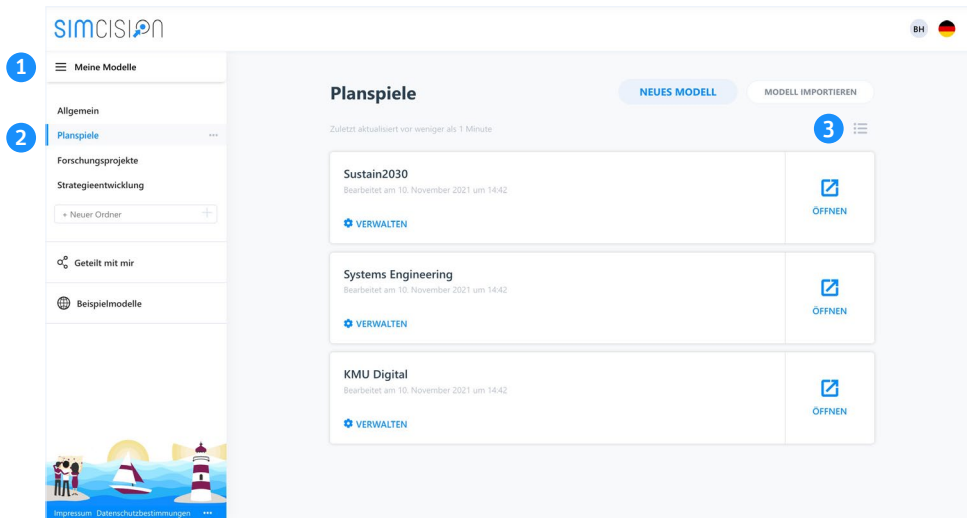 SIMCISION
BH
1
Meine Modelle
Allgemein
2
Planspiele
Forschungsprojekte
Strategieentwicklung
+ Neuer Ordner
Geteilt mit mir
Beispielmodelle
Impressum Datenschutzbestimmungen
Planspiele
NEUES MODELL
MODELL IMPORTIEREN
Zuletzt aktualisiert vor weniger als 1 Minute
3
Sustain2030
Bearbeitet am 10. November 2021 um 14:42
VERWALTEN
ÖFFNEN
Systems Engineering
Bearbeitet am 10. November 2021 um 14:42
VERWALTEN
ÖFFNEN
KMU Digital
Bearbeitet am 10. November 2021 um 14:42
VERWALTEN
ÖFFNEN